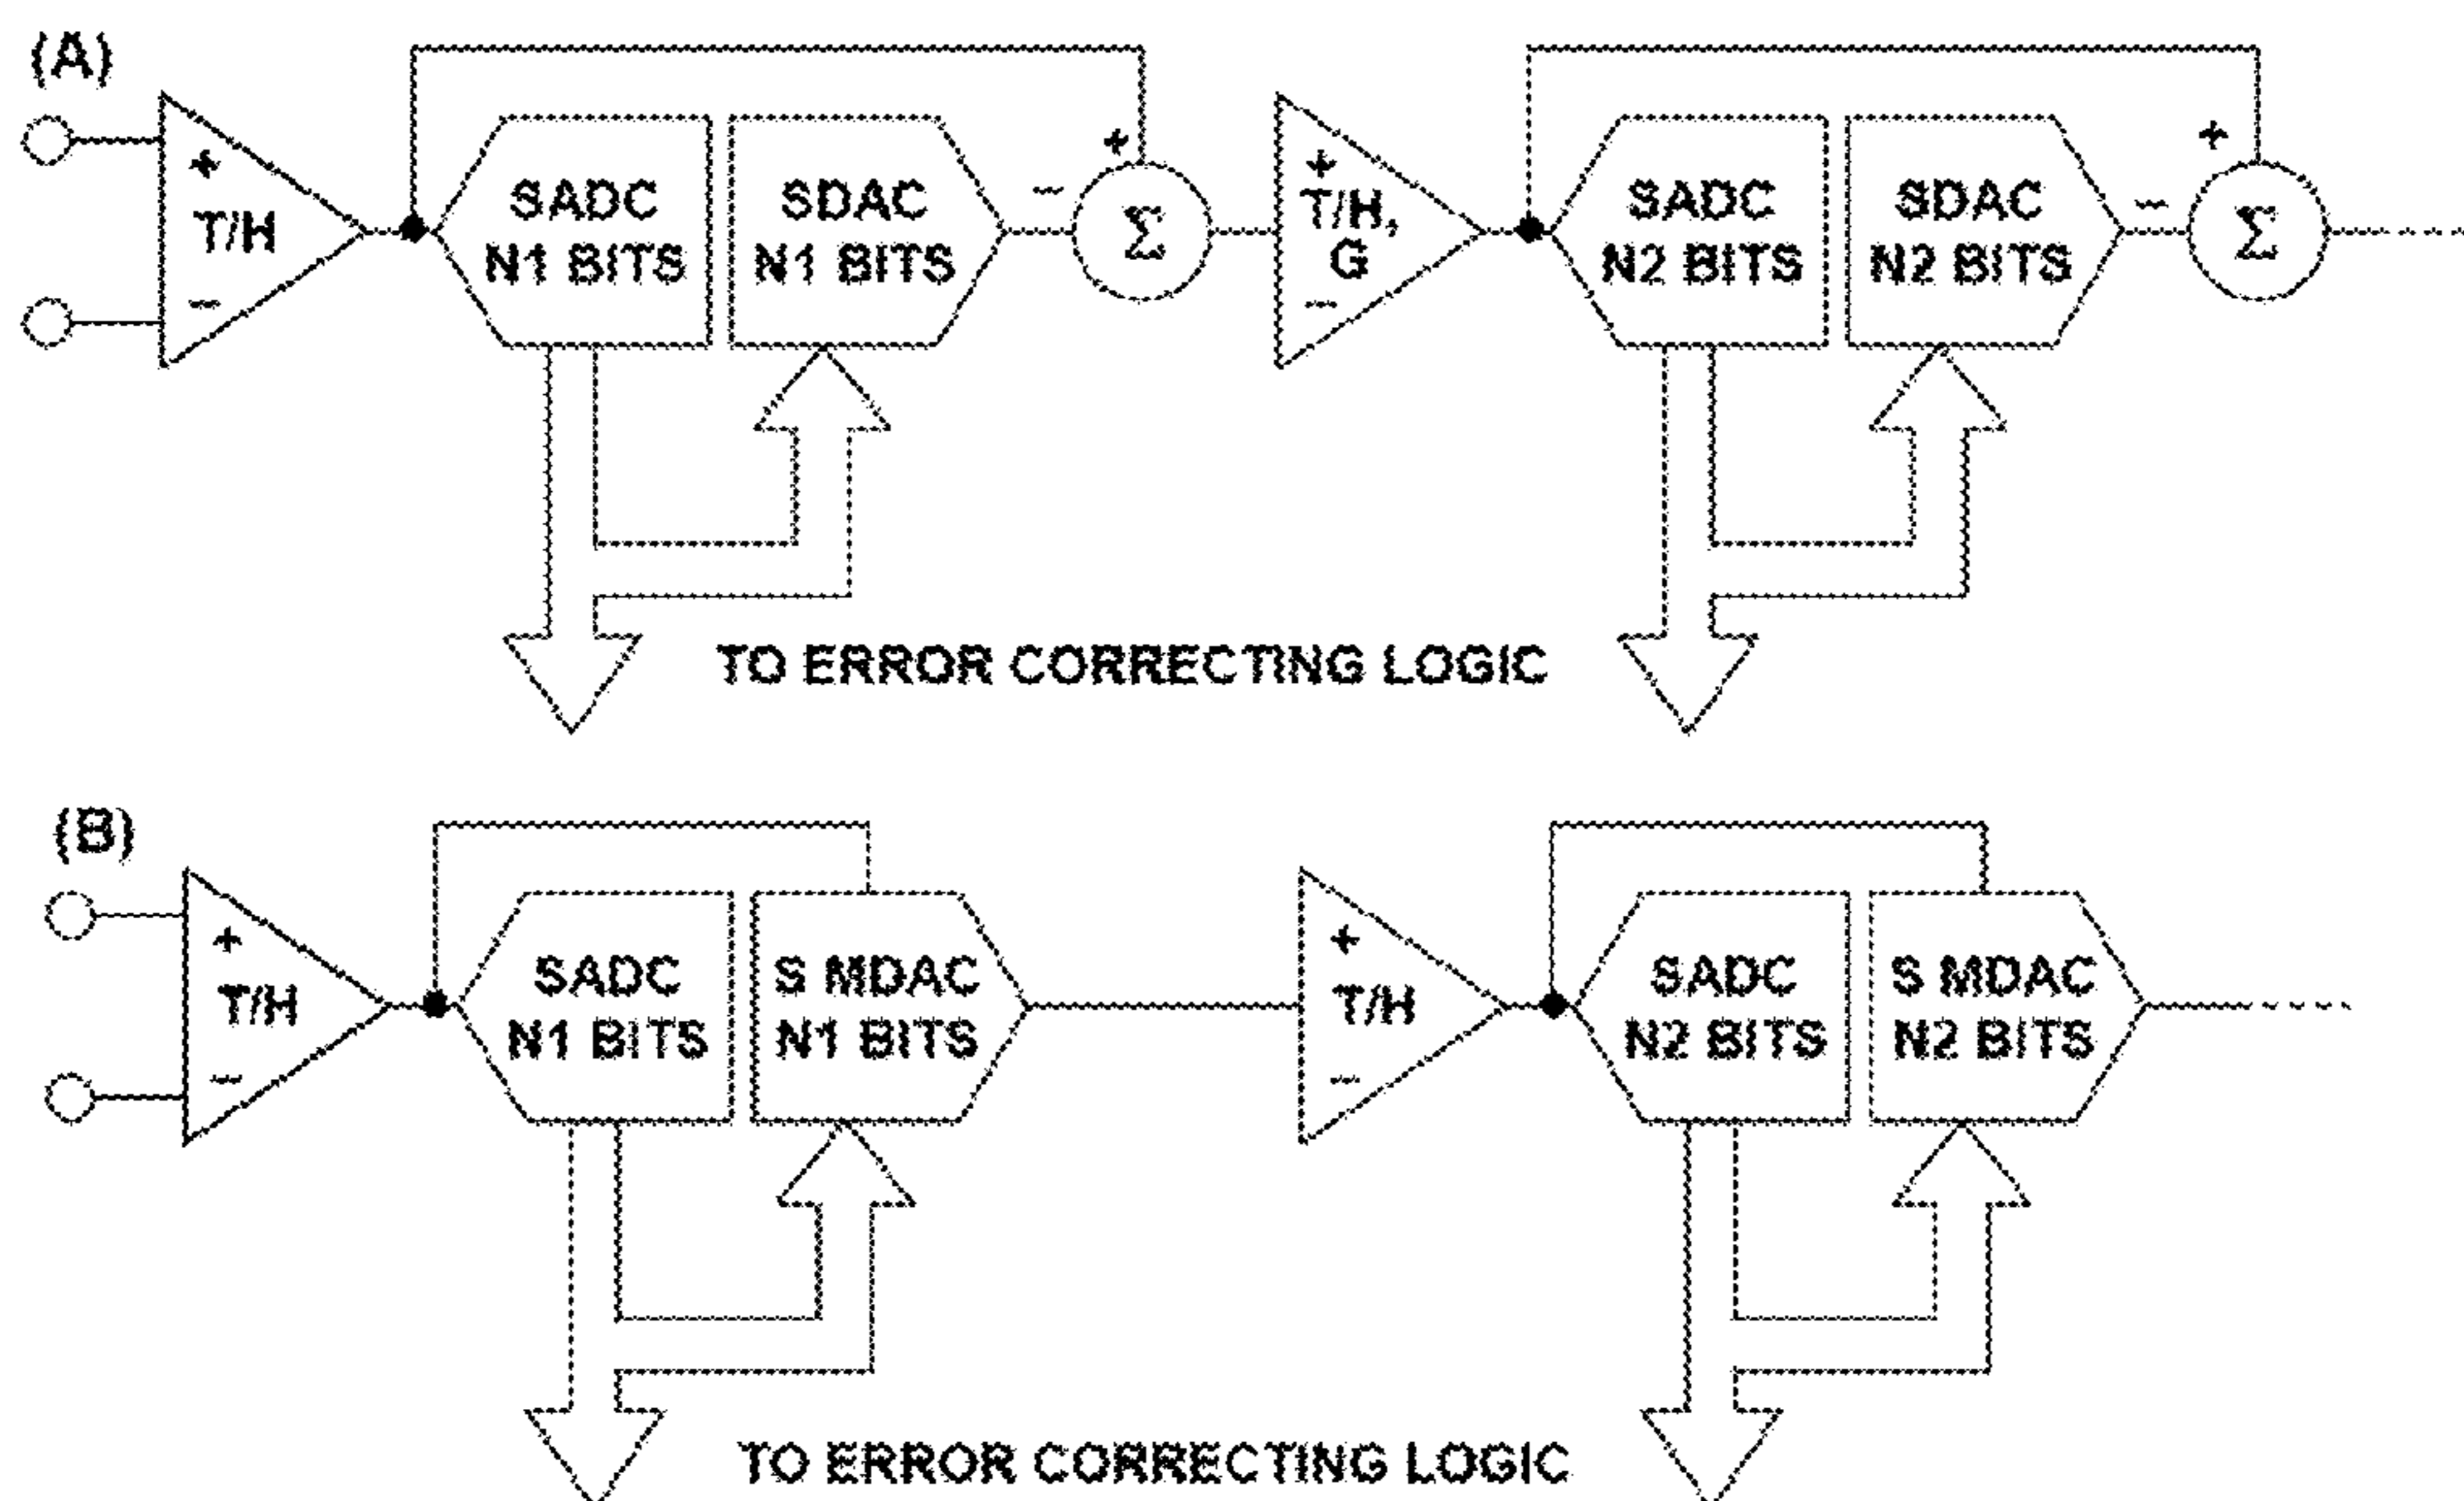 (A)
+
T/H
−
SADC
N1 BITS
SDAC
N1 BITS
+
−
Σ
+
T/H,
G
−
SADC
N2 BITS
SDAC
N2 BITS
+
−
Σ
TO ERROR CORRECTING LOGIC
(B)
+
T/H
−
SADC
N1 BITS
S MDAC
N1 BITS
+
T/H
−
SADC
N2 BITS
S MDAC
N2 BITS
TO ERROR CORRECTING LOGIC